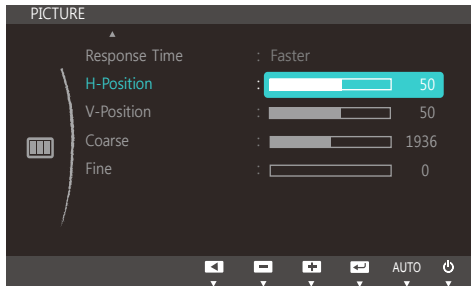 PICTURE
Response Time : Faster
H-Position : 50
V-Position : 50
Coarse : 1936
Fine : 0
AUTO